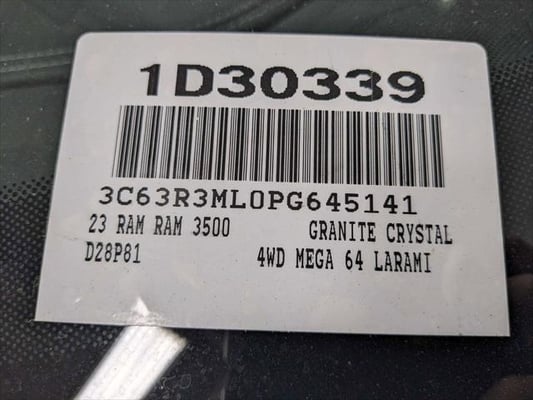 1D30339
3C63R3ML0PG645141
23 RAM RAM 3500 GRANITE CRYSTAL
D28P81 4WD MEGA 64 LARAMI